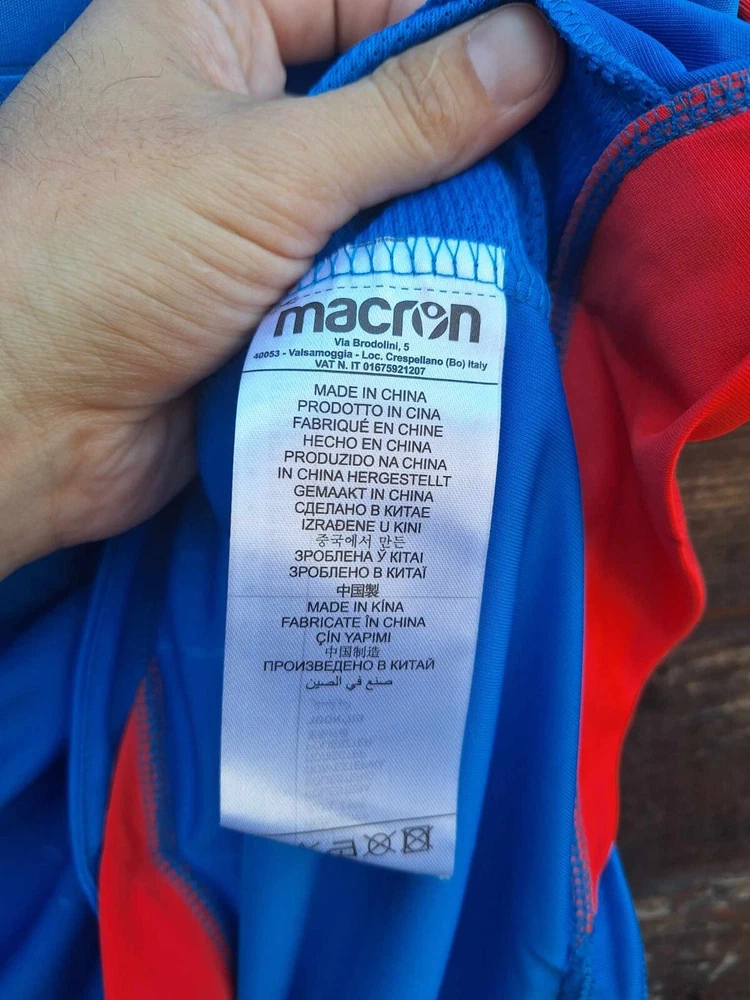 macron
Via Brodolini, 5
40053 - Valsamoggia - Loc. Crespellano (Bo) Italy
VAT N. IT 01675921207
MADE IN CHINA
PRODOTTO IN CINA
FABRIQUÉ EN CHINE
HECHO EN CHINA
PRODUZIDO NA CHINA
IN CHINA HERGESTELLT
GEMAAKT IN CHINA
СДЕЛАНО В КИТАЕ
IZRAĐENE U KINI
중국에서 만든
ЗРОБЛЕНА Ў КІТАІ
ЗРОБЛЕНО В КИТАЇ
中国製
MADE IN KÍNA
FABRICATE ÎN CHINA
ÇİN YAPIMI
中国制造
ПРОИЗВЕДЕНО В КИТАЙ
صنع في الصين